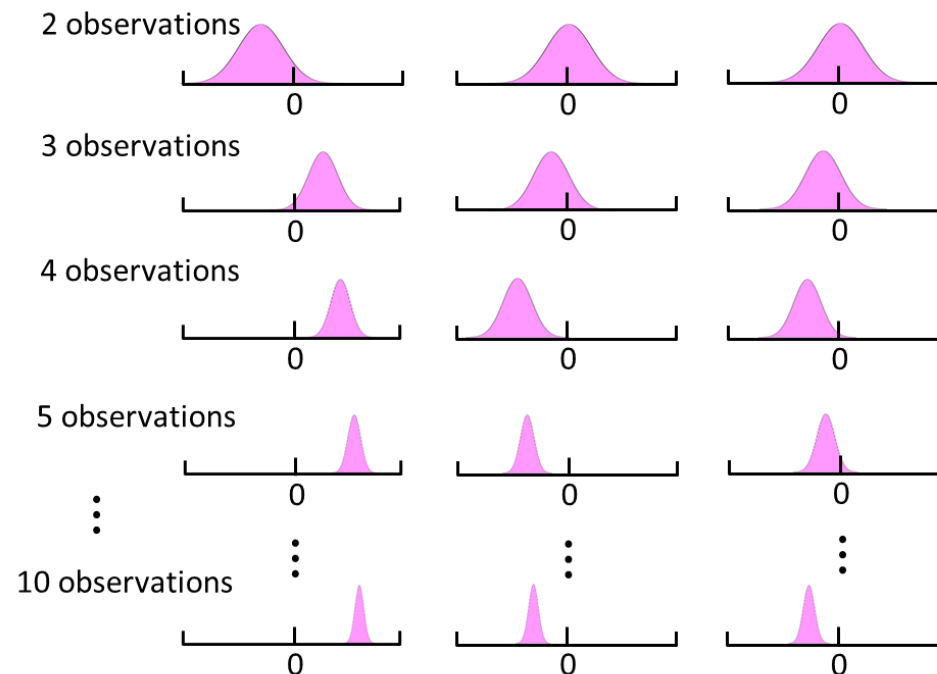 2 observations
0 0 0
3 observations
0 0 0
4 observations
0 0 0
5 observations
0 0 0
10 observations
0 0 0